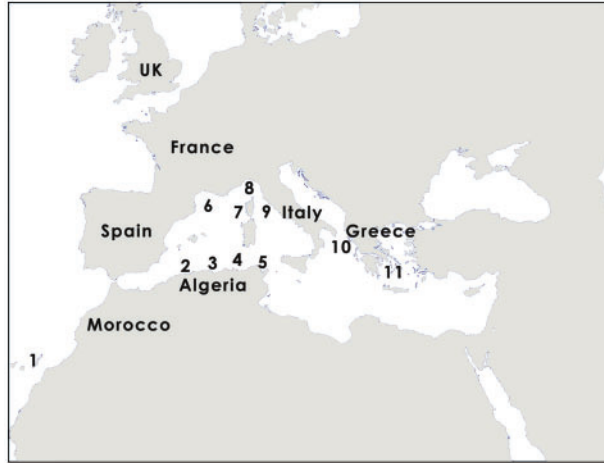 UK
France
8
6 7 9 Italy
Spain Greece
10
2 3 4 5 11
Algeria
Morocco
1